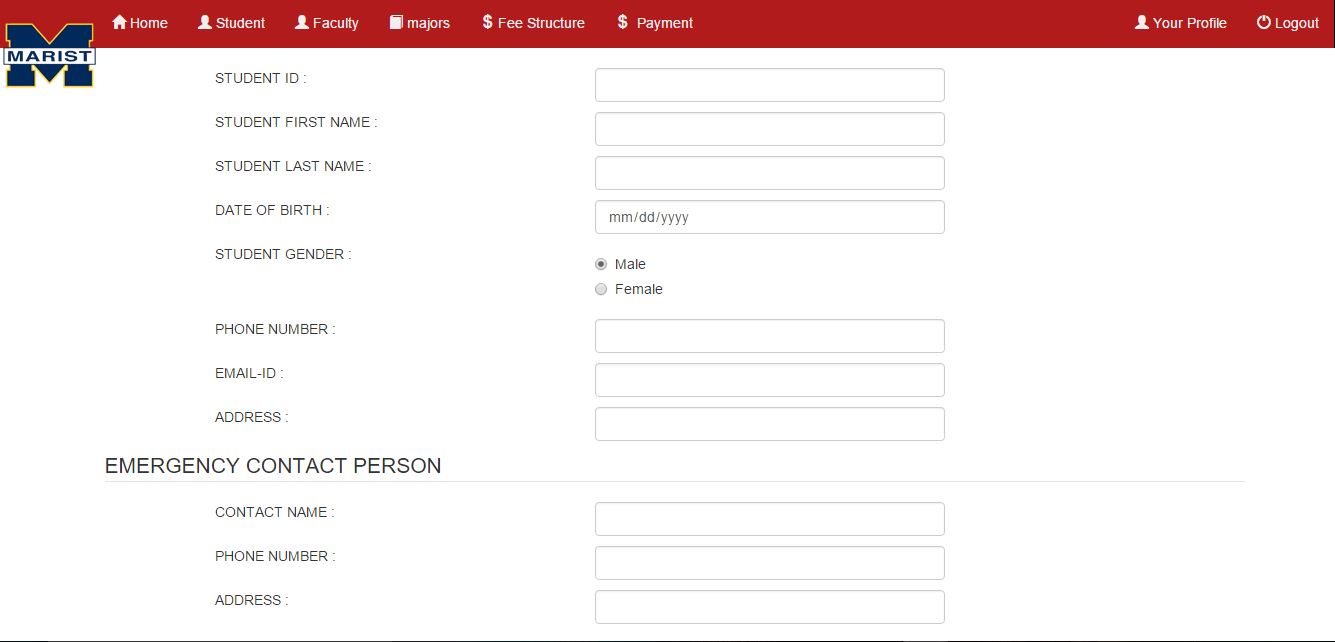 Home Student Faculty majors Fee Structure Payment Your Profile Logout
MARIST
STUDENT ID :
STUDENT FIRST NAME :
STUDENT LAST NAME :
DATE OF BIRTH : mm/dd/yyyy
STUDENT GENDER :
Male
Female
PHONE NUMBER :
EMAIL-ID :
ADDRESS :
EMERGENCY CONTACT PERSON
CONTACT NAME :
PHONE NUMBER :
ADDRESS :